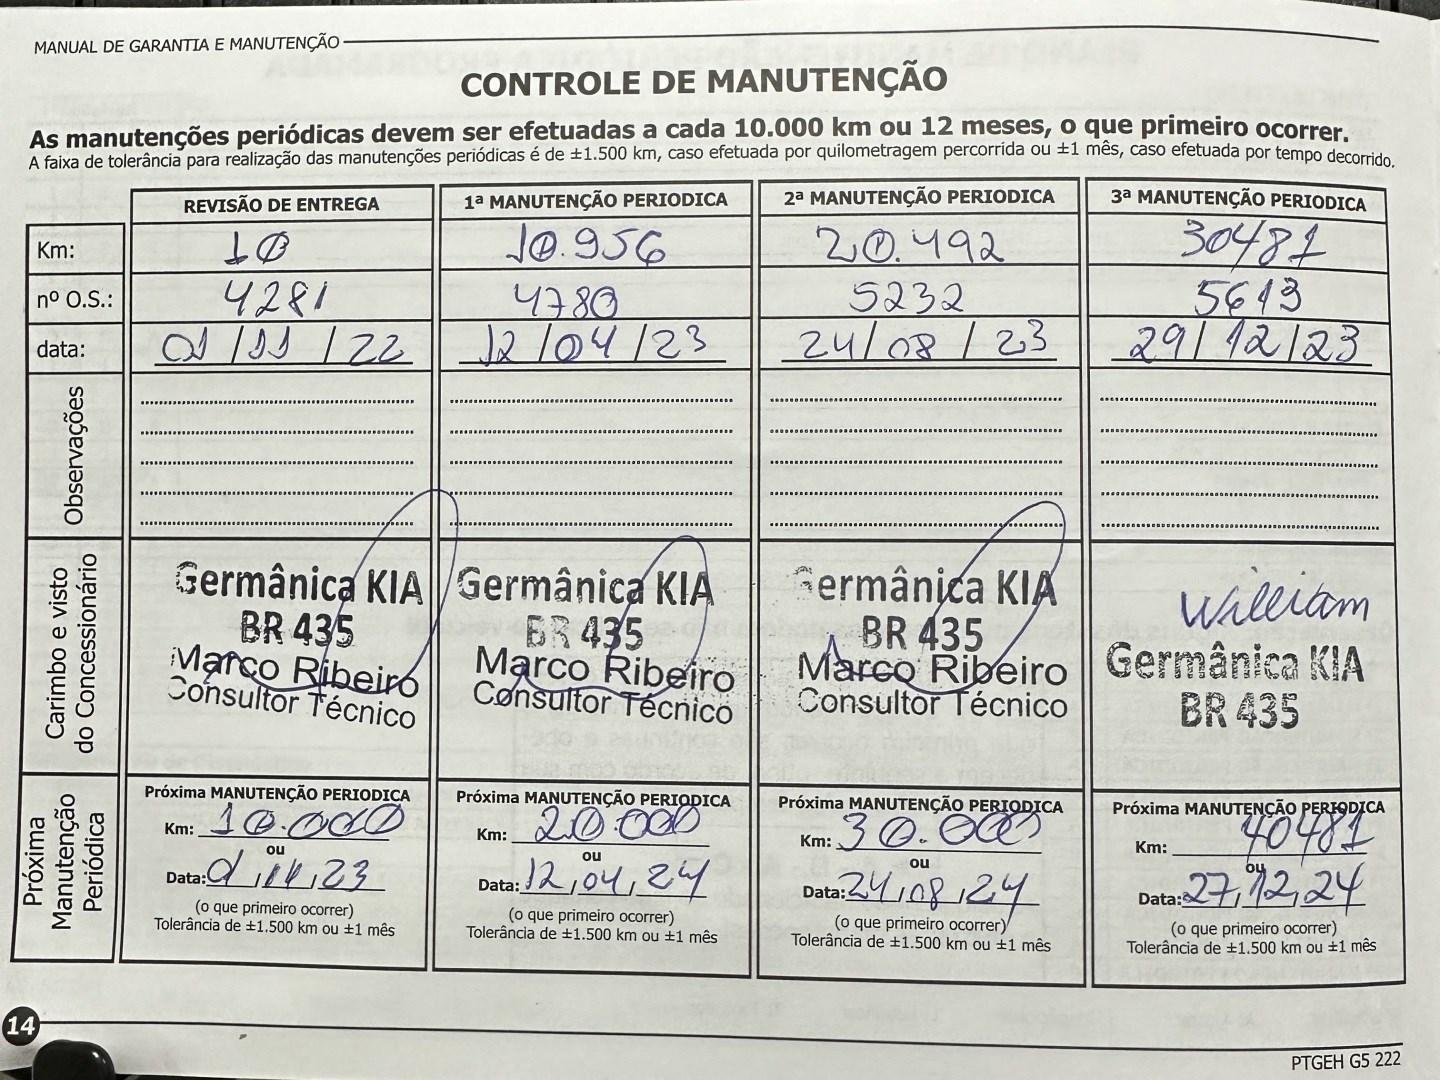 MANUAL DE GARANTIA E MANUTENÇÃO
CONTROLE DE MANUTENÇÃO
As manutenções periódicas devem ser efetuadas a cada 10.000 km ou 12 meses, o que primeiro ocorrer.
A faixa de tolerância para realização das manutenções periódicas é de ±1.500 km, caso efetuada por quilometragem percorrida ou ±1 mês, caso efetuada por tempo decorrido.
REVISÃO DE ENTREGA 1ª MANUTENÇÃO PERIODICA 2ª MANUTENÇÃO PERIODICA 3ª MANUTENÇÃO PERIODICA
Km: 10 10.956 20.492 30481
nº O.S.: 4281 4780 5232 5613
data: 01/11/22 12/04/23 24/08/23 29/12/23
Observações
Carimbo e visto
do Concessionário
Germânica KIA
BR 435
Marco Ribeiro
Consultor Técnico
Germânica KIA
BR 435
Marco Ribeiro
Consultor Técnico
Germânica KIA
BR 435
Marco Ribeiro
Consultor Técnico
William
Germânica KIA
BR 435
Próxima
Manutenção
Periódica
Próxima MANUTENÇÃO PERIODICA
Km: 10.000
ou
Data: 01/11/23
(o que primeiro ocorrer)
Tolerância de ±1.500 km ou ±1 mês
Próxima MANUTENÇÃO PERIODICA
Km: 20.000
ou
Data: 12/04/24
(o que primeiro ocorrer)
Tolerância de ±1.500 km ou ±1 mês
Próxima MANUTENÇÃO PERIODICA
Km: 30.000
ou
Data: 24/08/24
(o que primeiro ocorrer)
Tolerância de ±1.500 km ou ±1 mês
Próxima MANUTENÇÃO PERIODICA
Km: 40481
ou
Data: 27/12/24
(o que primeiro ocorrer)
Tolerância de ±1.500 km ou ±1 mês
14
PTGEH G5 222